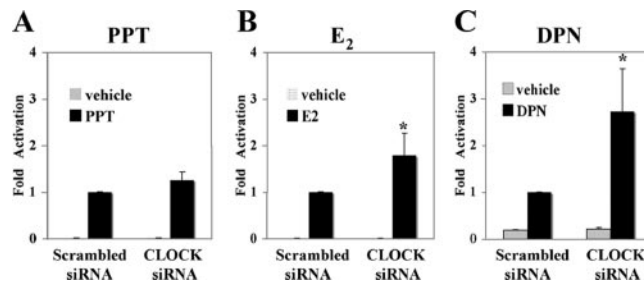 A PPT
4
3
2
1
0
Fold Activation
vehicle
PPT
Scrambled siRNA
CLOCK siRNA
B E₂
4
3
2
1
0
Fold Activation
vehicle
E2
*
Scrambled siRNA
CLOCK siRNA
C DPN
4
3
2
1
0
Fold Activation
vehicle
DPN
*
Scrambled siRNA
CLOCK siRNA